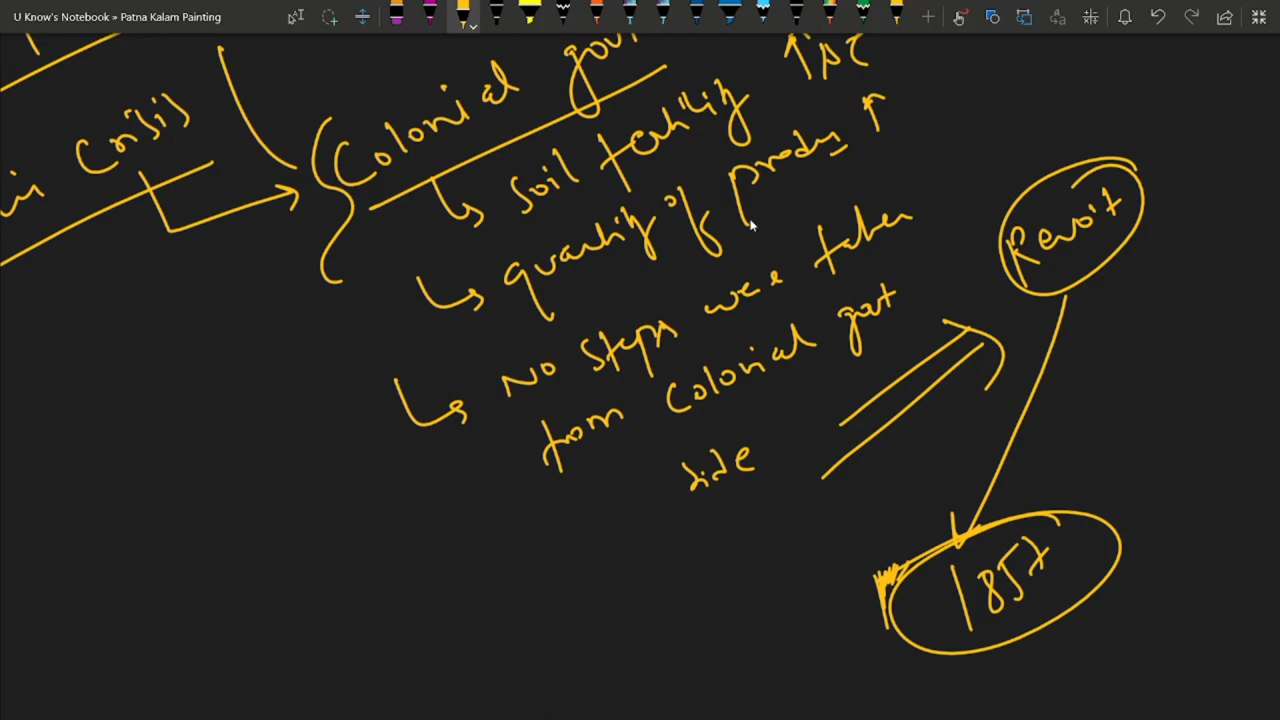 U Know's Notebook » Patna Kalam Painting
Colonial govt
Crisis
↳ Soil fertility ↑
↳ quantity of produs ↑
↳ No steps were taken
from Colonial govt
side
Revolt
1857